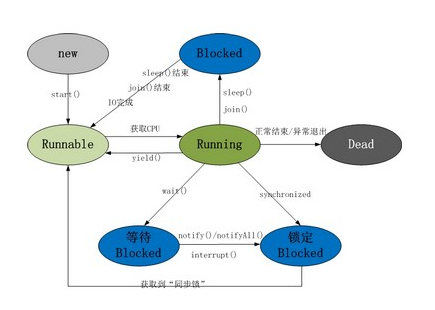 new
Blocked
sleep()结束
join()结束
IO完成
start()
sleep()
join()
获取CPU
正常结束/异常退出
Runnable
Running
Dead
yield()
wait()
synchronized
等待
Blocked
notify()/notifyAll()
interrupt()
锁定
Blocked
获取到“同步锁”